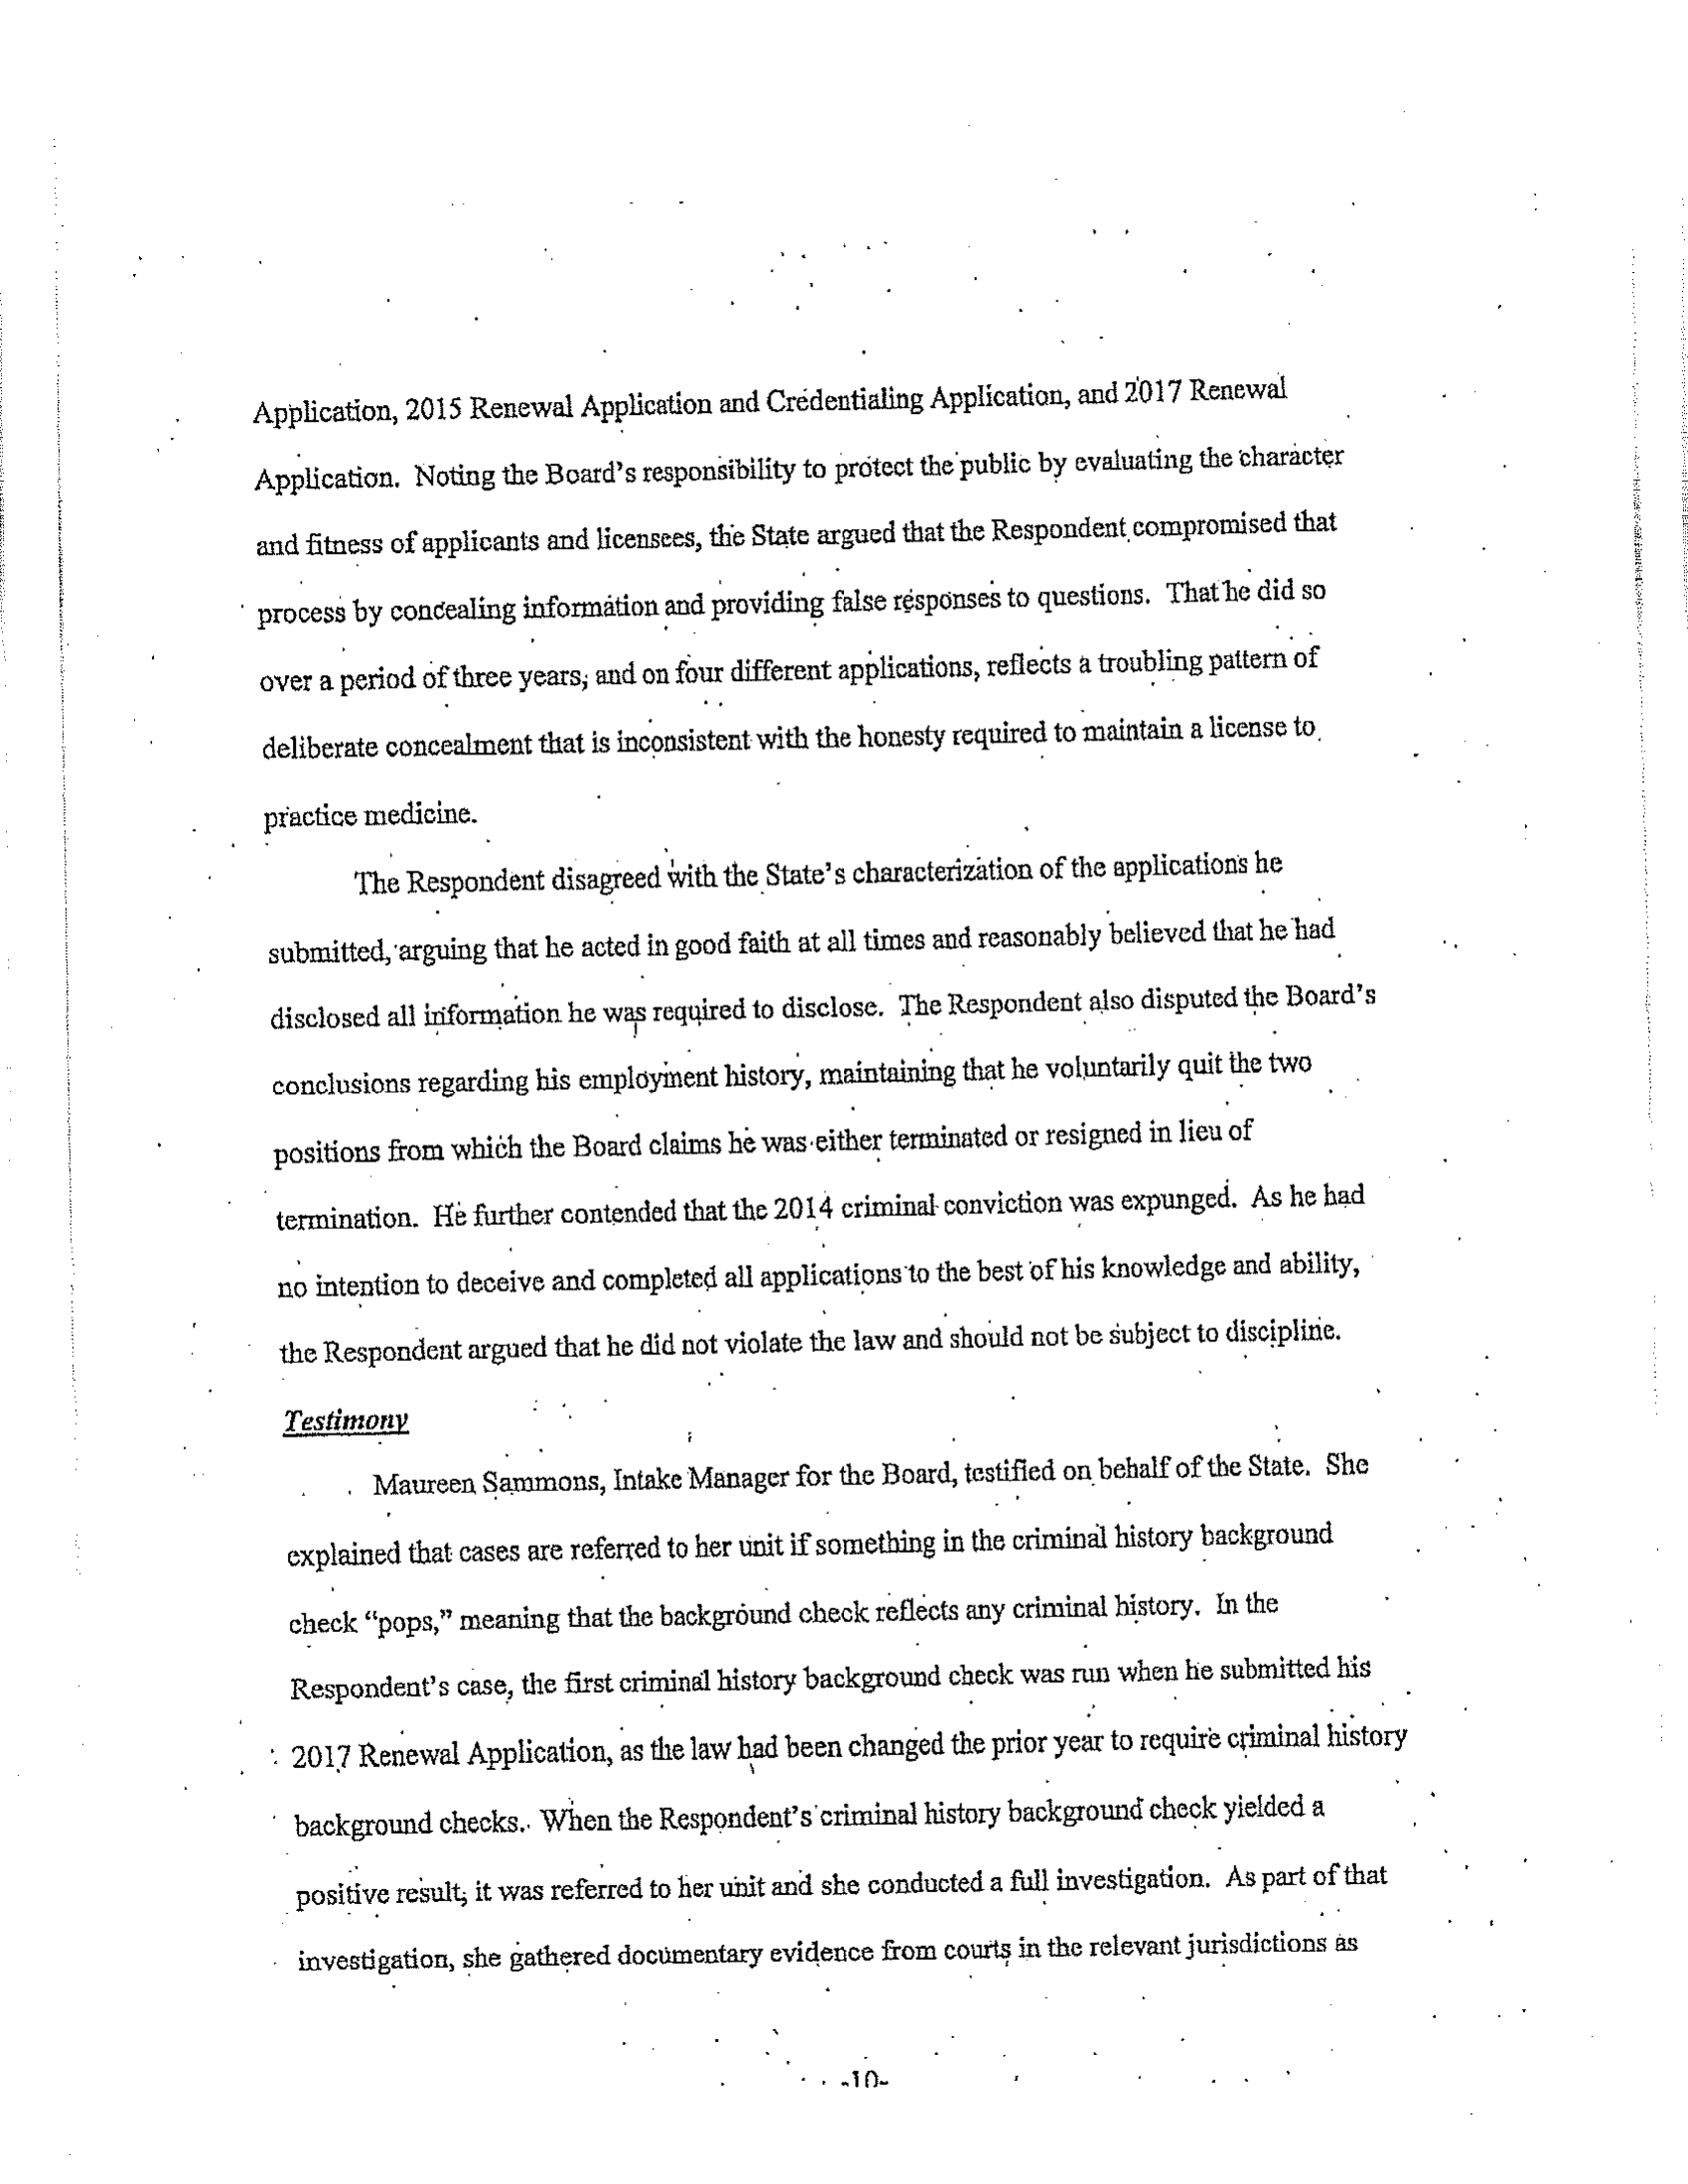 Application, 2015 Renewal Application and Credentialing Application, and 2017 Renewal
Application. Noting the Board's responsibility to protect the public by evaluating the character
and fitness of applicants and licensees, the State argued that the Respondent compromised that
process by concealing information and providing false responses to questions. That he did so
over a period of three years, and on four different applications, reflects a troubling pattern of
deliberate concealment that is inconsistent with the honesty required to maintain a license to
practice medicine.
The Respondent disagreed with the State's characterization of the applications he
submitted, arguing that he acted in good faith at all times and reasonably believed that he had
disclosed all information he was required to disclose. The Respondent also disputed the Board's
conclusions regarding his employment history, maintaining that he voluntarily quit the two
positions from which the Board claims he was either terminated or resigned in lieu of
termination. He further contended that the 2014 criminal conviction was expunged. As he had
no intention to deceive and completed all applications to the best of his knowledge and ability,
the Respondent argued that he did not violate the law and should not be subject to discipline.
Testimony
Maureen Sammons, Intake Manager for the Board, testified on behalf of the State. She
explained that cases are referred to her unit if something in the criminal history background
check "pops," meaning that the background check reflects any criminal history. In the
Respondent's case, the first criminal history background check was run when he submitted his
2017 Renewal Application, as the law had been changed the prior year to require criminal history
background checks. When the Respondent's criminal history background check yielded a
positive result, it was referred to her unit and she conducted a full investigation. As part of that
investigation, she gathered documentary evidence from courts in the relevant jurisdictions as
-10-